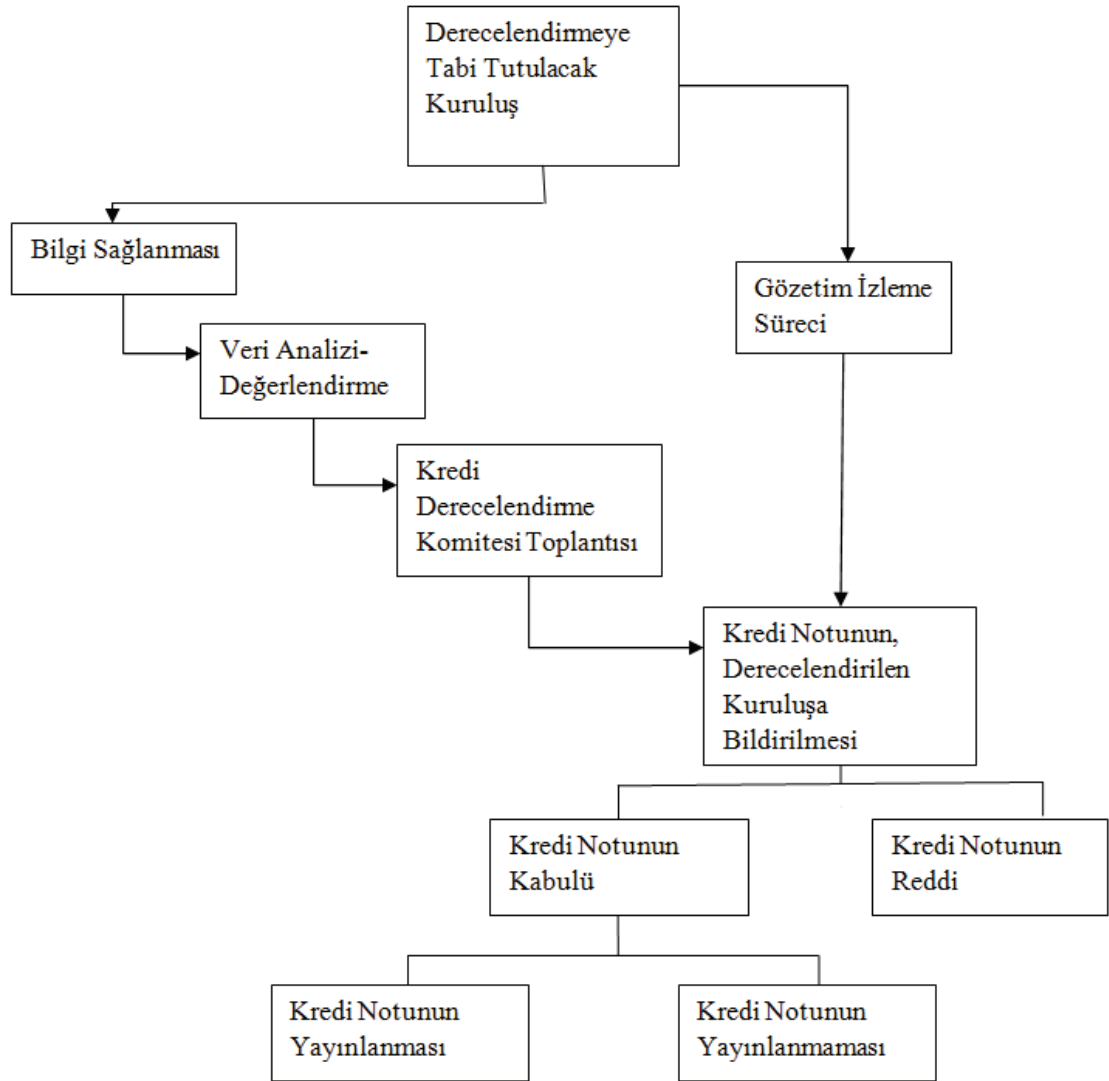 Derecelendirmeye
Tabi Tutulacak
Kuruluş
Bilgi Sağlanması
Gözetim İzleme
Süreci
Veri Analizi-
Değerlendirme
Kredi
Derecelendirme
Komitesi Toplantısı
Kredi Notunun,
Derecelendirilen
Kuruluşa
Bildirilmesi
Kredi Notunun
Kabulü
Kredi Notunun
Reddi
Kredi Notunun
Yayınlanması
Kredi Notunun
Yayınlanmaması